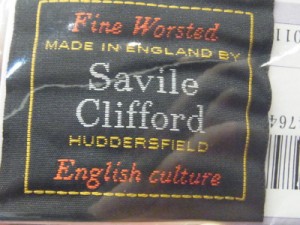 Fine Worsted
MADE IN ENGLAND BY
Savile
Clifford
HUDDERSFIELD
English culture